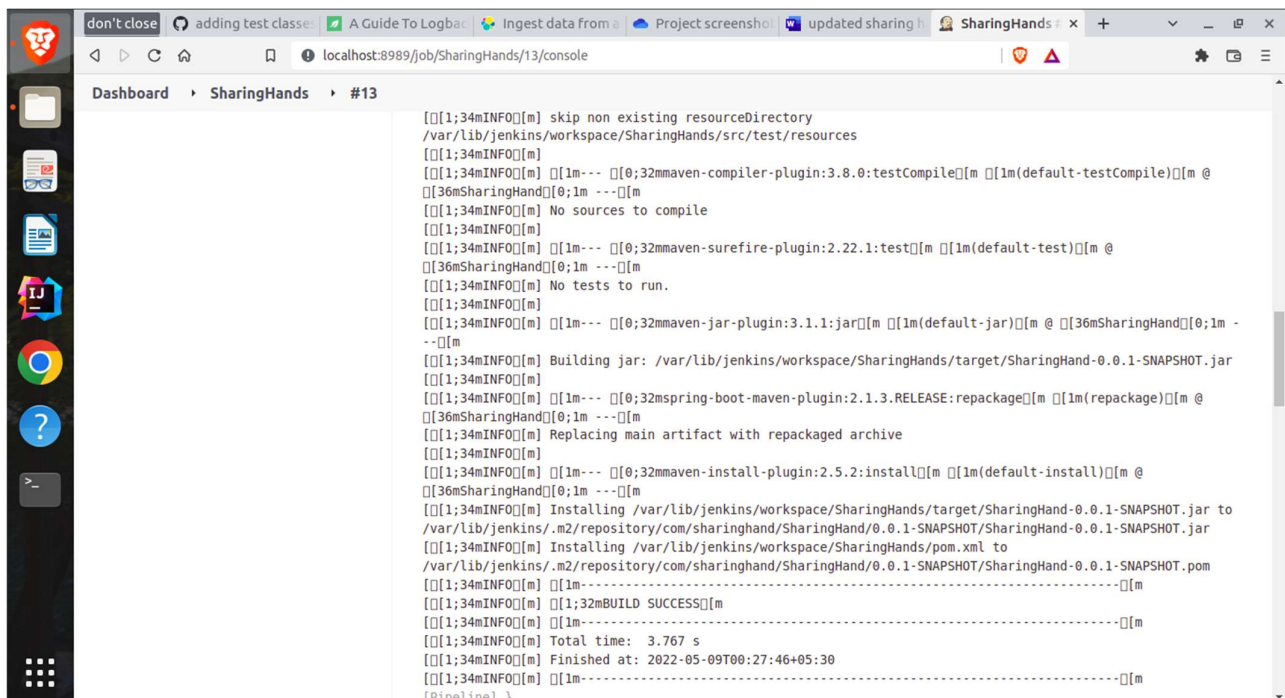 don't close
adding test classes
A Guide To Logbac
Ingest data from a
Project screenshot
updated sharing h
SharingHands #
localhost:8989/job/SharingHands/13/console
Dashboard SharingHands #13
[□[1;34mINFO□[m] skip non existing resourceDirectory
/var/lib/jenkins/workspace/SharingHands/src/test/resources
[□[1;34mINFO□[m]
[□[1;34mINFO□[m] □[1m--- □[0;32mmaven-compiler-plugin:3.8.0:testCompile□[m □[1m(default-testCompile)□[m @
□[36mSharingHand□[0;1m ---□[m
[□[1;34mINFO□[m] No sources to compile
[□[1;34mINFO□[m]
[□[1;34mINFO□[m] □[1m--- □[0;32mmaven-surefire-plugin:2.22.1:test□[m □[1m(default-test)□[m @
□[36mSharingHand□[0;1m ---□[m
[□[1;34mINFO□[m] No tests to run.
[□[1;34mINFO□[m]
[□[1;34mINFO□[m] □[1m--- □[0;32mmaven-jar-plugin:3.1.1:jar□[m □[1m(default-jar)□[m @ □[36mSharingHand□[0;1m -
--□[m
[□[1;34mINFO□[m] Building jar: /var/lib/jenkins/workspace/SharingHands/target/SharingHand-0.0.1-SNAPSHOT.jar
[□[1;34mINFO□[m]
[□[1;34mINFO□[m] □[1m--- □[0;32mspring-boot-maven-plugin:2.1.3.RELEASE:repackage□[m □[1m(repackage)□[m @
□[36mSharingHand□[0;1m ---□[m
[□[1;34mINFO□[m] Replacing main artifact with repackaged archive
[□[1;34mINFO□[m]
[□[1;34mINFO□[m] □[1m--- □[0;32mmaven-install-plugin:2.5.2:install□[m □[1m(default-install)□[m @
□[36mSharingHand□[0;1m ---□[m
[□[1;34mINFO□[m] Installing /var/lib/jenkins/workspace/SharingHands/target/SharingHand-0.0.1-SNAPSHOT.jar to
/var/lib/jenkins/.m2/repository/com/sharinghand/SharingHand/0.0.1-SNAPSHOT/SharingHand-0.0.1-SNAPSHOT.jar
[□[1;34mINFO□[m] Installing /var/lib/jenkins/workspace/SharingHands/pom.xml to
/var/lib/jenkins/.m2/repository/com/sharinghand/SharingHand/0.0.1-SNAPSHOT/SharingHand-0.0.1-SNAPSHOT.pom
[□[1;34mINFO□[m] □[1m------------------------------------------------------------------------□[m
[□[1;34mINFO□[m] □[1;32mBUILD SUCCESS□[m
[□[1;34mINFO□[m] □[1m------------------------------------------------------------------------□[m
[□[1;34mINFO□[m] Total time:  3.767 s
[□[1;34mINFO□[m] Finished at: 2022-05-09T00:27:46+05:30
[□[1;34mINFO□[m] □[1m------------------------------------------------------------------------□[m
[Pipeline] }